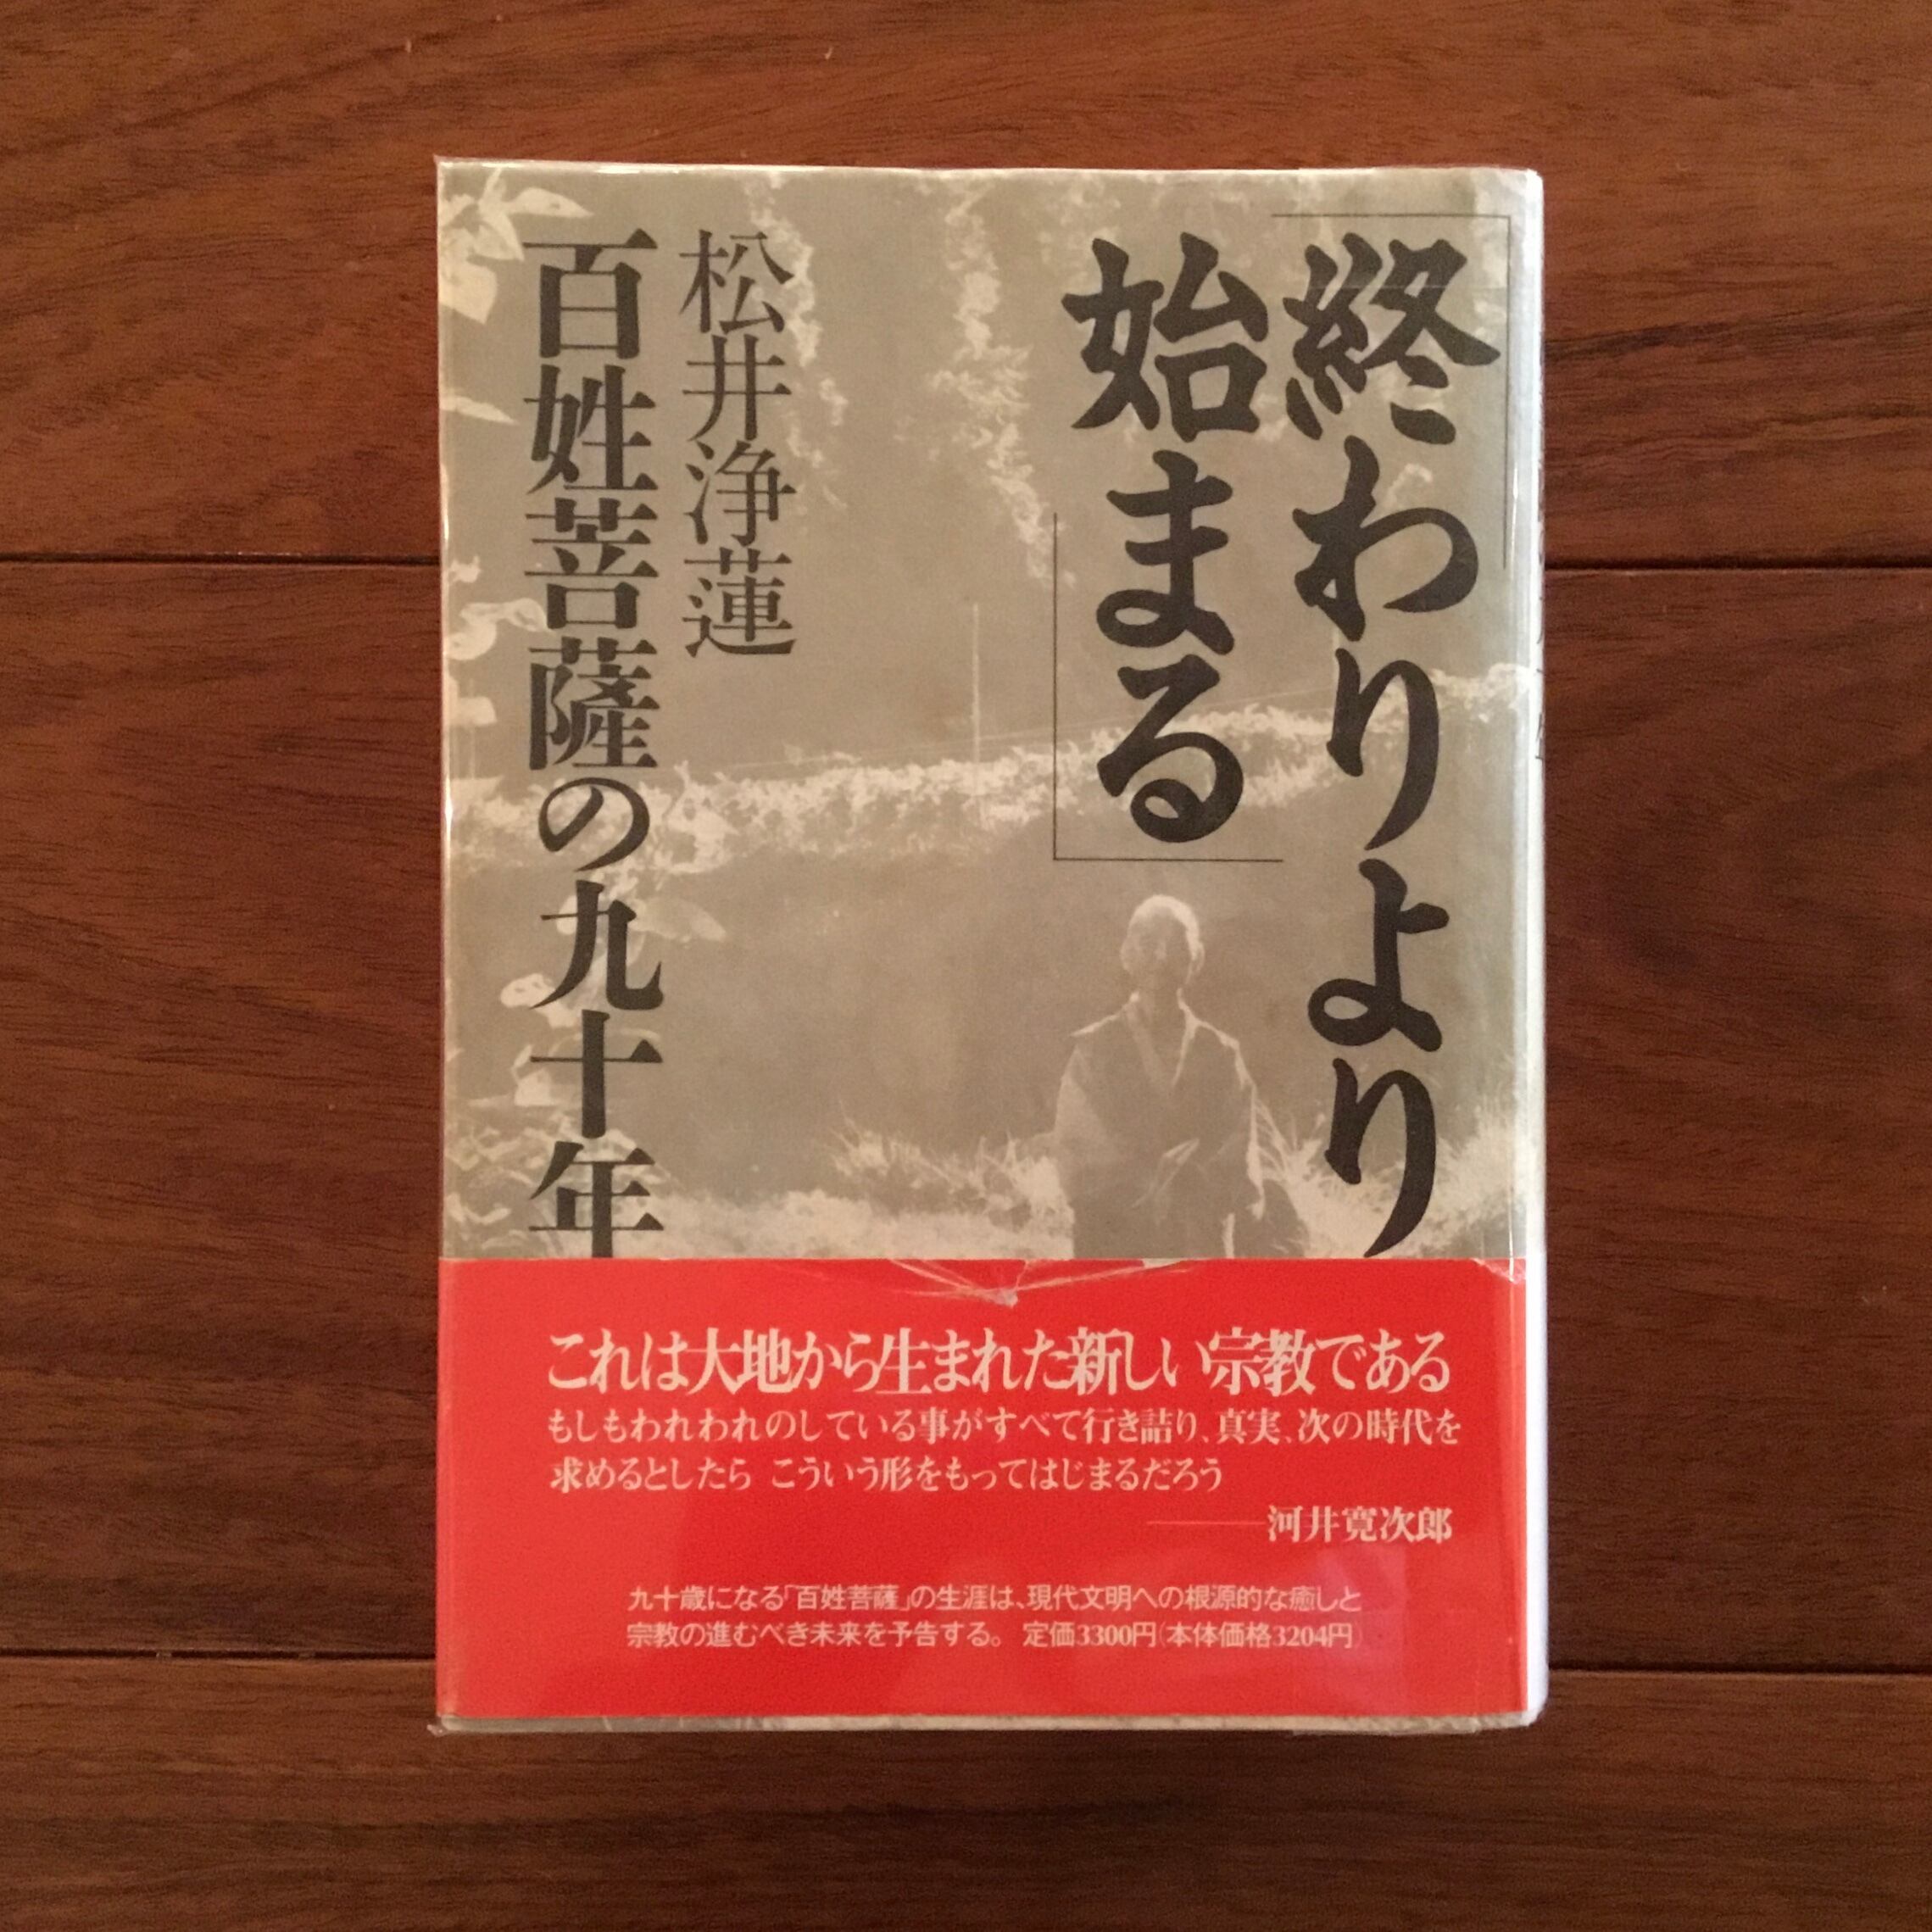 「終わりより
始まる」
松井浄蓮
百姓菩薩の九十年
これは大地から生まれた新しい宗教である
もしもわれわれのしている事がすべて行き詰り、真実、次の時代を
求めるとしたら こういう形をもってはじまるだろう
——河井寛次郎
九十歳になる「百姓菩薩」の生涯は、現代文明への根源的な癒しと
宗教の進むべき未来を予告する。 定価3300円(本体価格3204円)